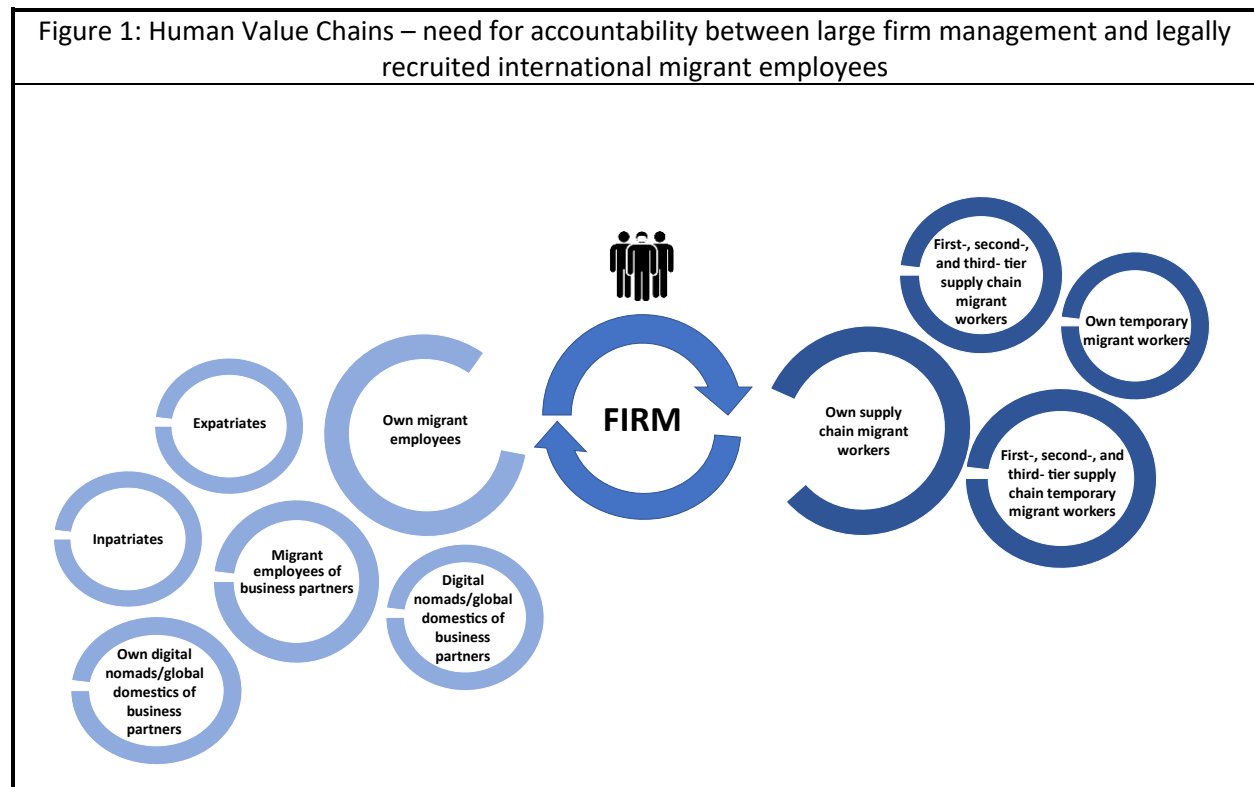 Figure 1: Human Value Chains – need for accountability between large firm management and legally
recruited international migrant employees
First-, second-,
and third- tier
supply chain
migrant
workers
Own temporary
migrant workers
Expatriates
Own migrant
employees
FIRM
Own supply
chain migrant
workers
First-, second-, and
third- tier supply
chain temporary
migrant workers
Inpatriates
Migrant
employees of
business partners
Digital
nomads/global
domestics of
business
partners
Own digital
nomads/global
domestics of
business
partners